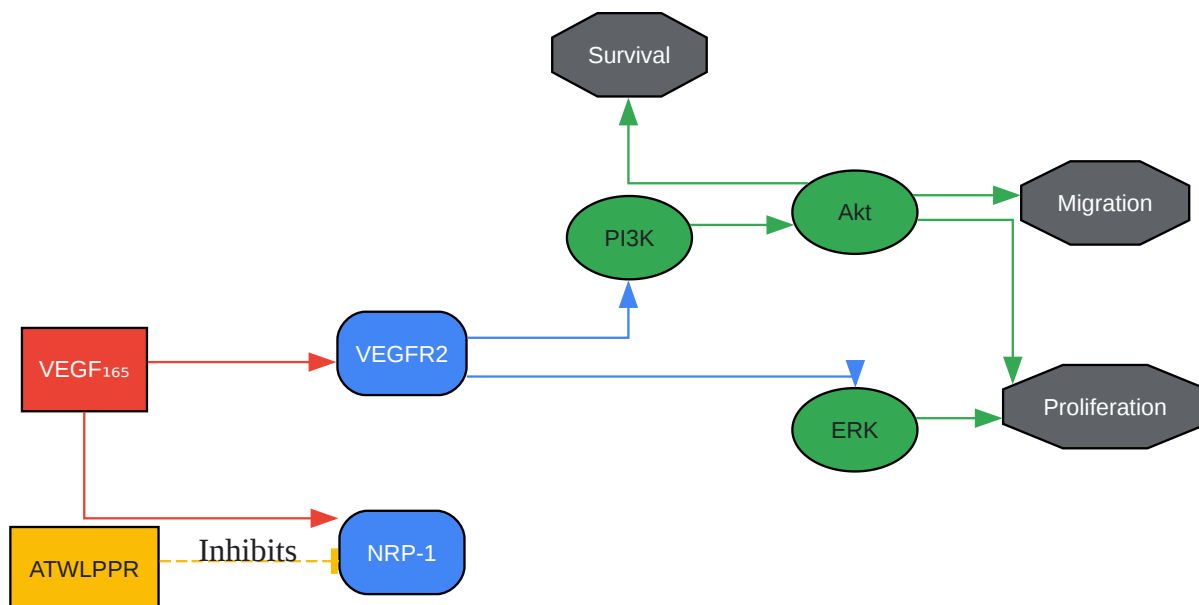 Survival
Migration
Akt
PI3K
VEGFR2
VEGF₁₆₅
Proliferation
ERK
Inhibits
NRP-1
ATWLPPR